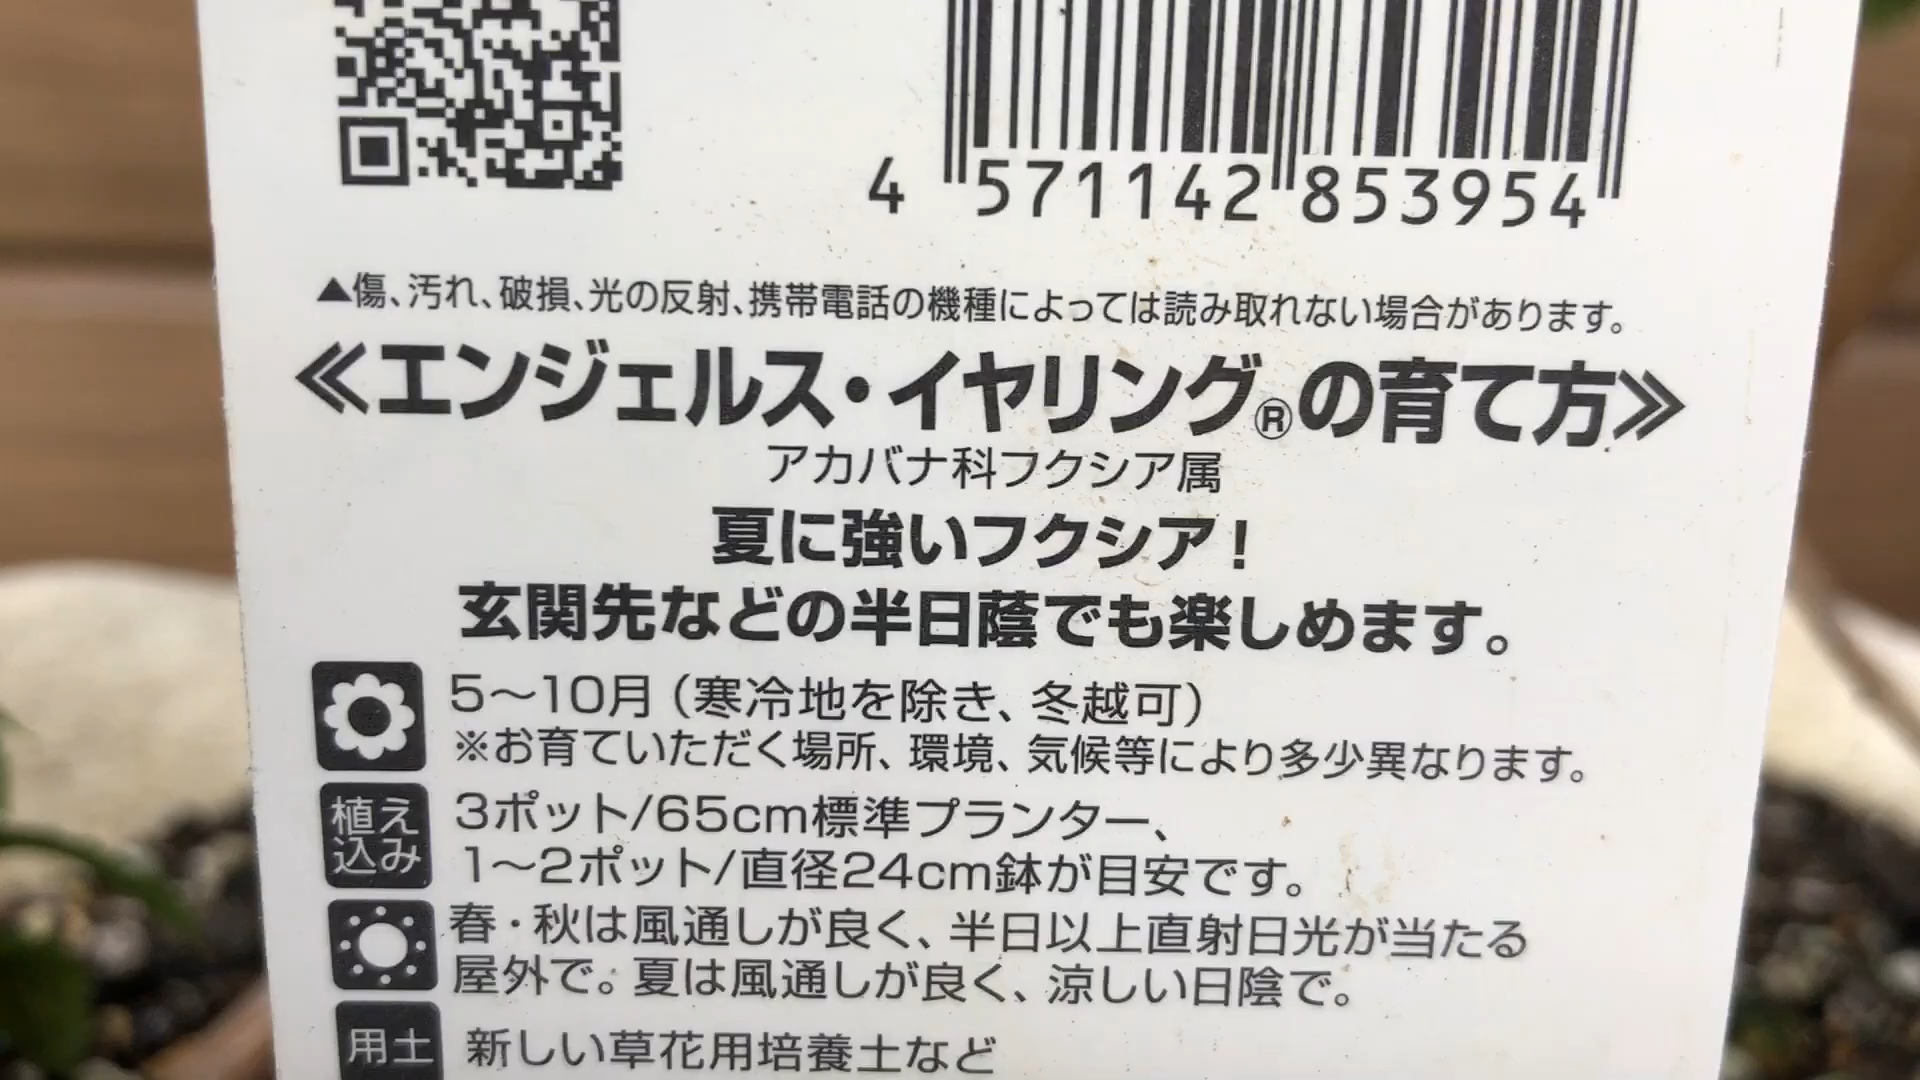 4 571142 853954
▲傷、汚れ、破損、光の反射、携帯電話の機種によっては読み取れない場合があります。
≪エンジェルス・イヤリング®の育て方≫
アカバナ科フクシア属
夏に強いフクシア!
玄関先などの半日蔭でも楽しめます。
5〜10月(寒冷地を除き、冬越可)
※お育ていただく場所、環境、気候等により多少異なります。
植え
込み
3ポット/65cm標準プランター、
1〜2ポット/直径24cm鉢が目安です。
春・秋は風通しが良く、半日以上直射日光が当たる
屋外で。夏は風通しが良く、涼しい日陰で。
用土 新しい草花用培養土など